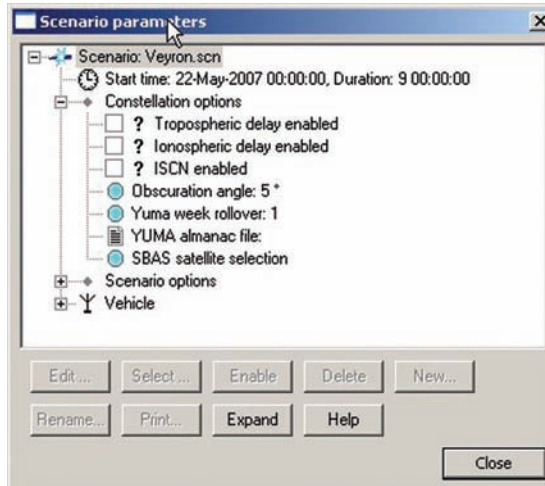 Scenario parameters
Scenario: Veyron.scn
Start time: 22-May-2007 00:00:00, Duration: 9 00:00:00
Constellation options
? Tropospheric delay enabled
? Ionospheric delay enabled
? ISCN enabled
Obscuration angle: 5 °
Yuma week rollover: 1
YUMA almanac file:
SBAS satellite selection
Scenario options
Vehicle
Edit ... Select ... Enable Delete New...
Rename... Print... Expand Help
Close